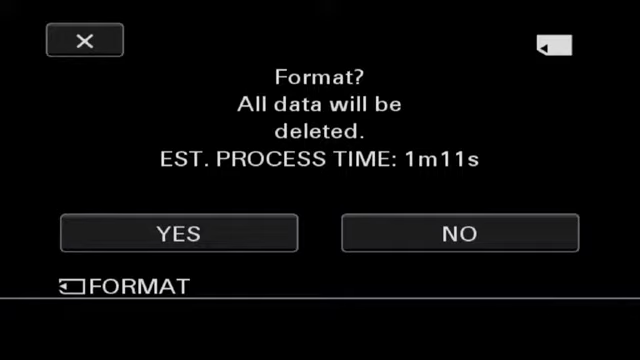 Format?
All data will be
deleted.
EST. PROCESS TIME: 1m11s
YES
NO
FORMAT